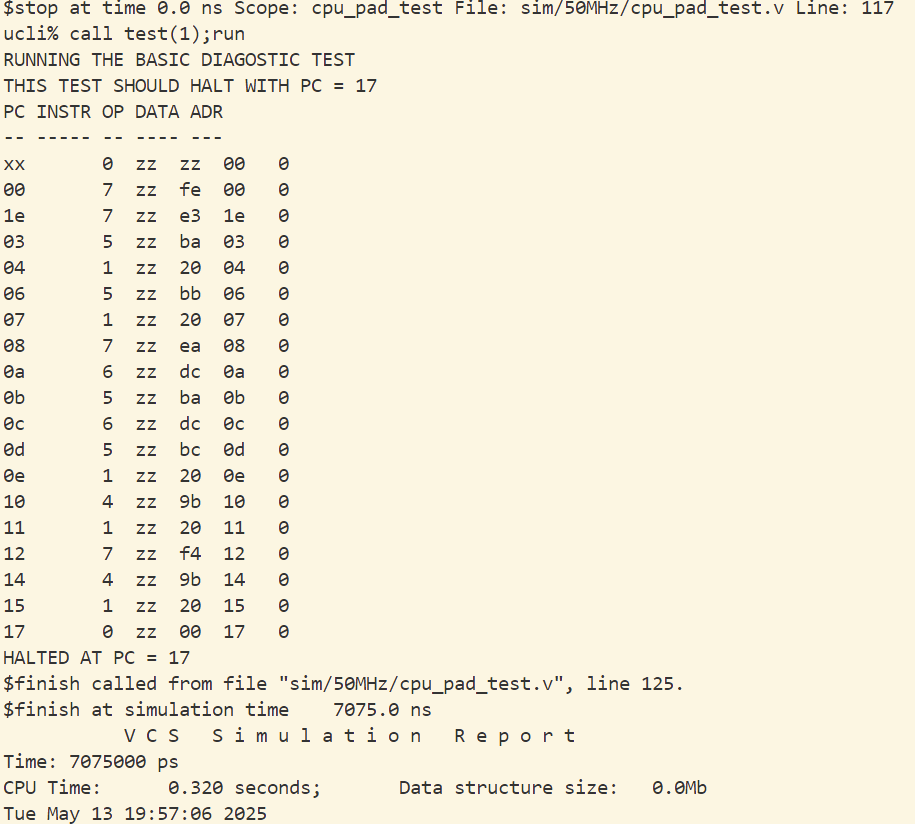 $stop at time 0.0 ns Scope: cpu_pad_test File: sim/50MHz/cpu_pad_test.v Line: 117
ucli% call test(1);run
RUNNING THE BASIC DIAGOSTIC TEST
THIS TEST SHOULD HALT WITH PC = 17
PC INSTR OP DATA ADR
-- ----- -- ---- ---
xx       0  zz  zz  00   0
00       7  zz  fe  00   0
1e       7  zz  e3  1e   0
03       5  zz  ba  03   0
04       1  zz  20  04   0
06       5  zz  bb  06   0
07       1  zz  20  07   0
08       7  zz  ea  08   0
0a       6  zz  dc  0a   0
0b       5  zz  ba  0b   0
0c       6  zz  dc  0c   0
0d       5  zz  bc  0d   0
0e       1  zz  20  0e   0
10       4  zz  9b  10   0
11       1  zz  20  11   0
12       7  zz  f4  12   0
14       4  zz  9b  14   0
15       1  zz  20  15   0
17       0  zz  00  17   0
HALTED AT PC = 17
$finish called from file "sim/50MHz/cpu_pad_test.v", line 125.
$finish at simulation time    7075.0 ns
           V C S   S i m u l a t i o n   R e p o r t
Time: 7075000 ps
CPU Time:      0.320 seconds;       Data structure size:   0.0Mb
Tue May 13 19:57:06 2025